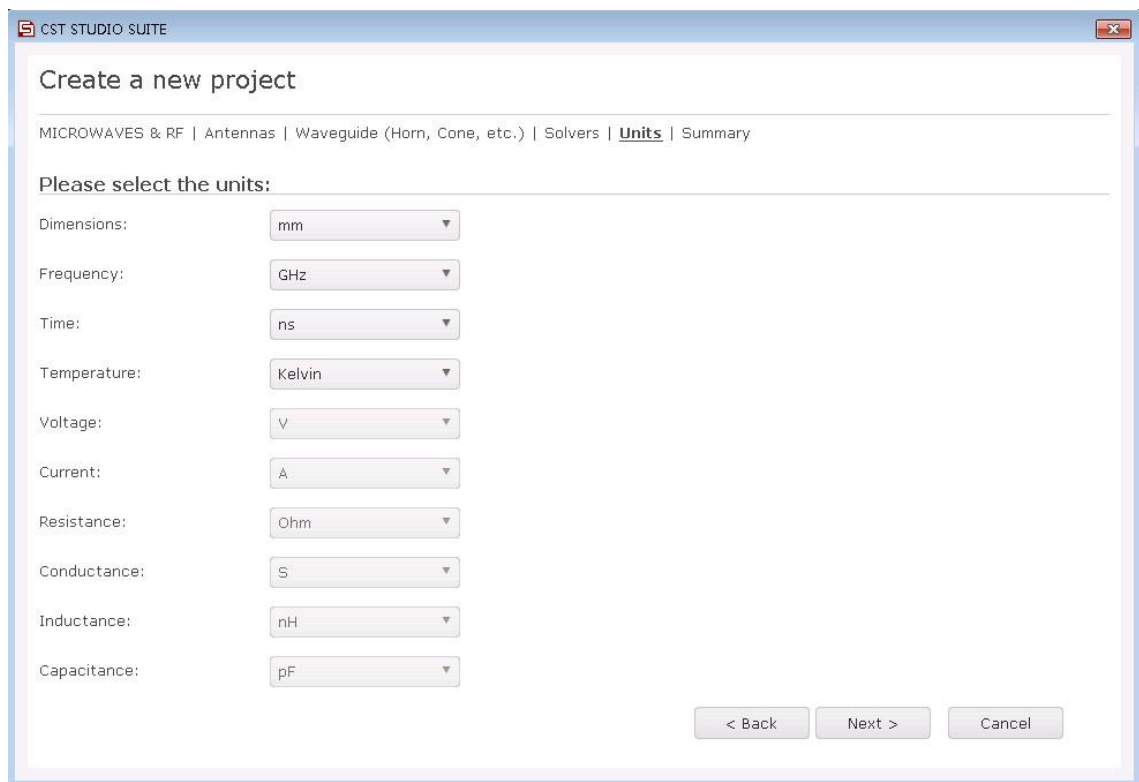 CST STUDIO SUITE
Create a new project
MICROWAVES & RF | Antennas | Waveguide (Horn, Cone, etc.) | Solvers | Units | Summary
Please select the units:
Dimensions: mm
Frequency: GHz
Time: ns
Temperature: Kelvin
Voltage: V
Current: A
Resistance: Ohm
Conductance: S
Inductance: nH
Capacitance: pF
< Back Next > Cancel